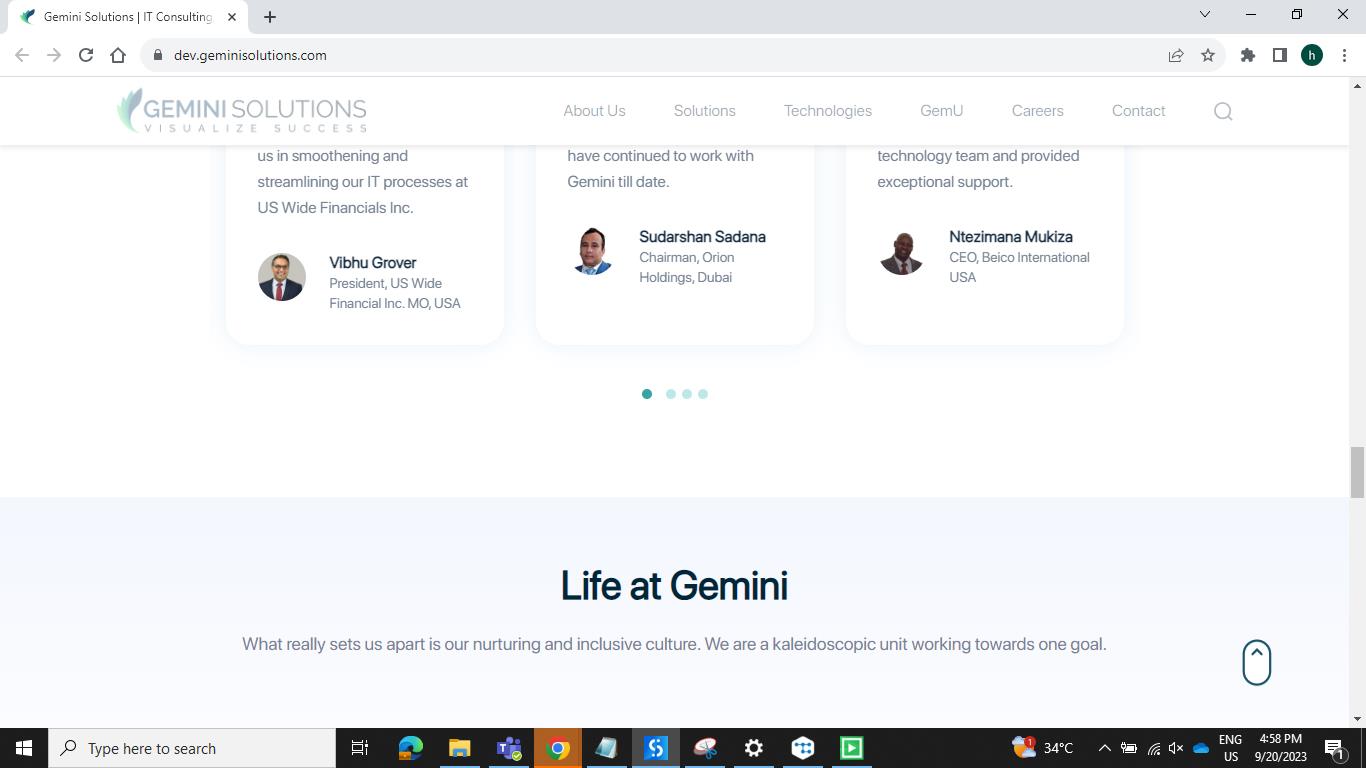 Gemini Solutions | IT Consulting
dev.geminisolutions.com
h
GEMINI SOLUTIONS
VISUALIZE SUCCESS
About Us
Solutions
Technologies
GemU
Careers
Contact
us in smoothening and
streamlining our IT processes at
US Wide Financials Inc.
Vibhu Grover
President, US Wide
Financial Inc. MO, USA
have continued to work with
Gemini till date.
Sudarshan Sadana
Chairman, Orion
Holdings, Dubai
technology team and provided
exceptional support.
Ntezimana Mukiza
CEO, Beico International
USA
Life at Gemini
What really sets us apart is our nurturing and inclusive culture. We are a kaleidoscopic unit working towards one goal.
Type here to search
1
34°C
ENG
US
4:58 PM
9/20/2023
1